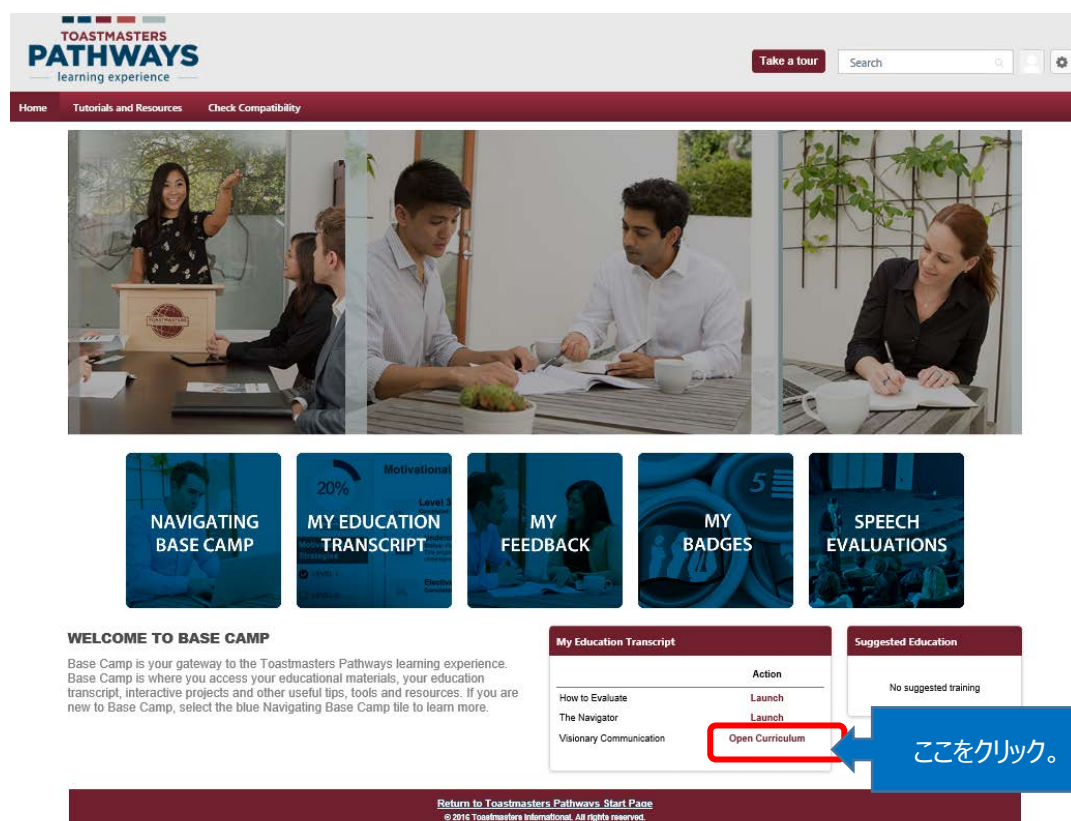 TOASTMASTERS
PATHWAYS
learning experience
Take a tour
Search
Home Tutorials and Resources Check Compatibility
TOASTMASTERS
20%
Motivational
Level 3
5
NAVIGATING
BASE CAMP
MY EDUCATION
TRANSCRIPT
MY
FEEDBACK
MY
BADGES
SPEECH
EVALUATIONS
WELCOME TO BASE CAMP
Base Camp is your gateway to the Toastmasters Pathways learning experience.
Base Camp is where you access your educational materials, your education
transcript, interactive projects and other useful tips, tools and resources. If you are
new to Base Camp, select the blue Navigating Base Camp tile to learn more.
My Education Transcript
Action
How to Evaluate Launch
The Navigator Launch
Visionary Communication Open Curriculum
Suggested Education
No suggested training
ここをクリック。
Return to Toastmasters Pathways Start Page
© 2016 Toastmasters International. All rights reserved.